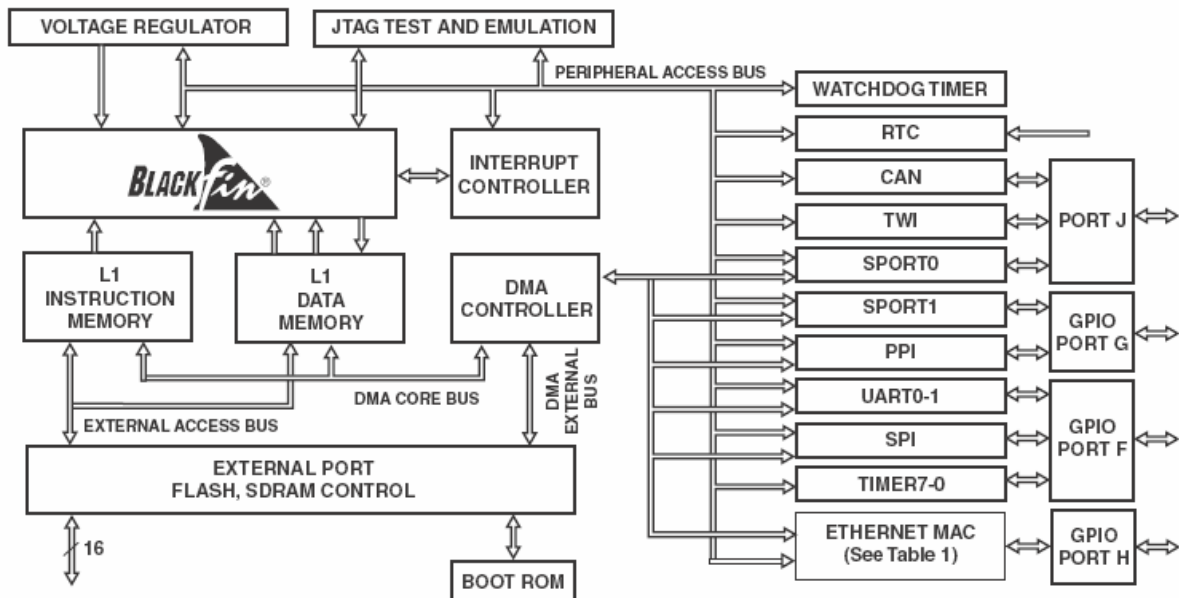 VOLTAGE REGULATOR
JTAG TEST AND EMULATION
PERIPHERAL ACCESS BUS
WATCHDOG TIMER
RTC
BLACKfin®
INTERRUPT
CONTROLLER
CAN
TWI
PORT J
SPORT0
L1
INSTRUCTION
MEMORY
L1
DATA
MEMORY
DMA
CONTROLLER
SPORT1
GPIO
PORT G
PPI
DMA CORE BUS
DMA
EXTERNAL
BUS
UART0-1
EXTERNAL ACCESS BUS
GPIO
PORT F
SPI
EXTERNAL PORT
FLASH, SDRAM CONTROL
TIMER7-0
16
ETHERNET MAC
(See Table 1)
GPIO
PORT H
BOOT ROM